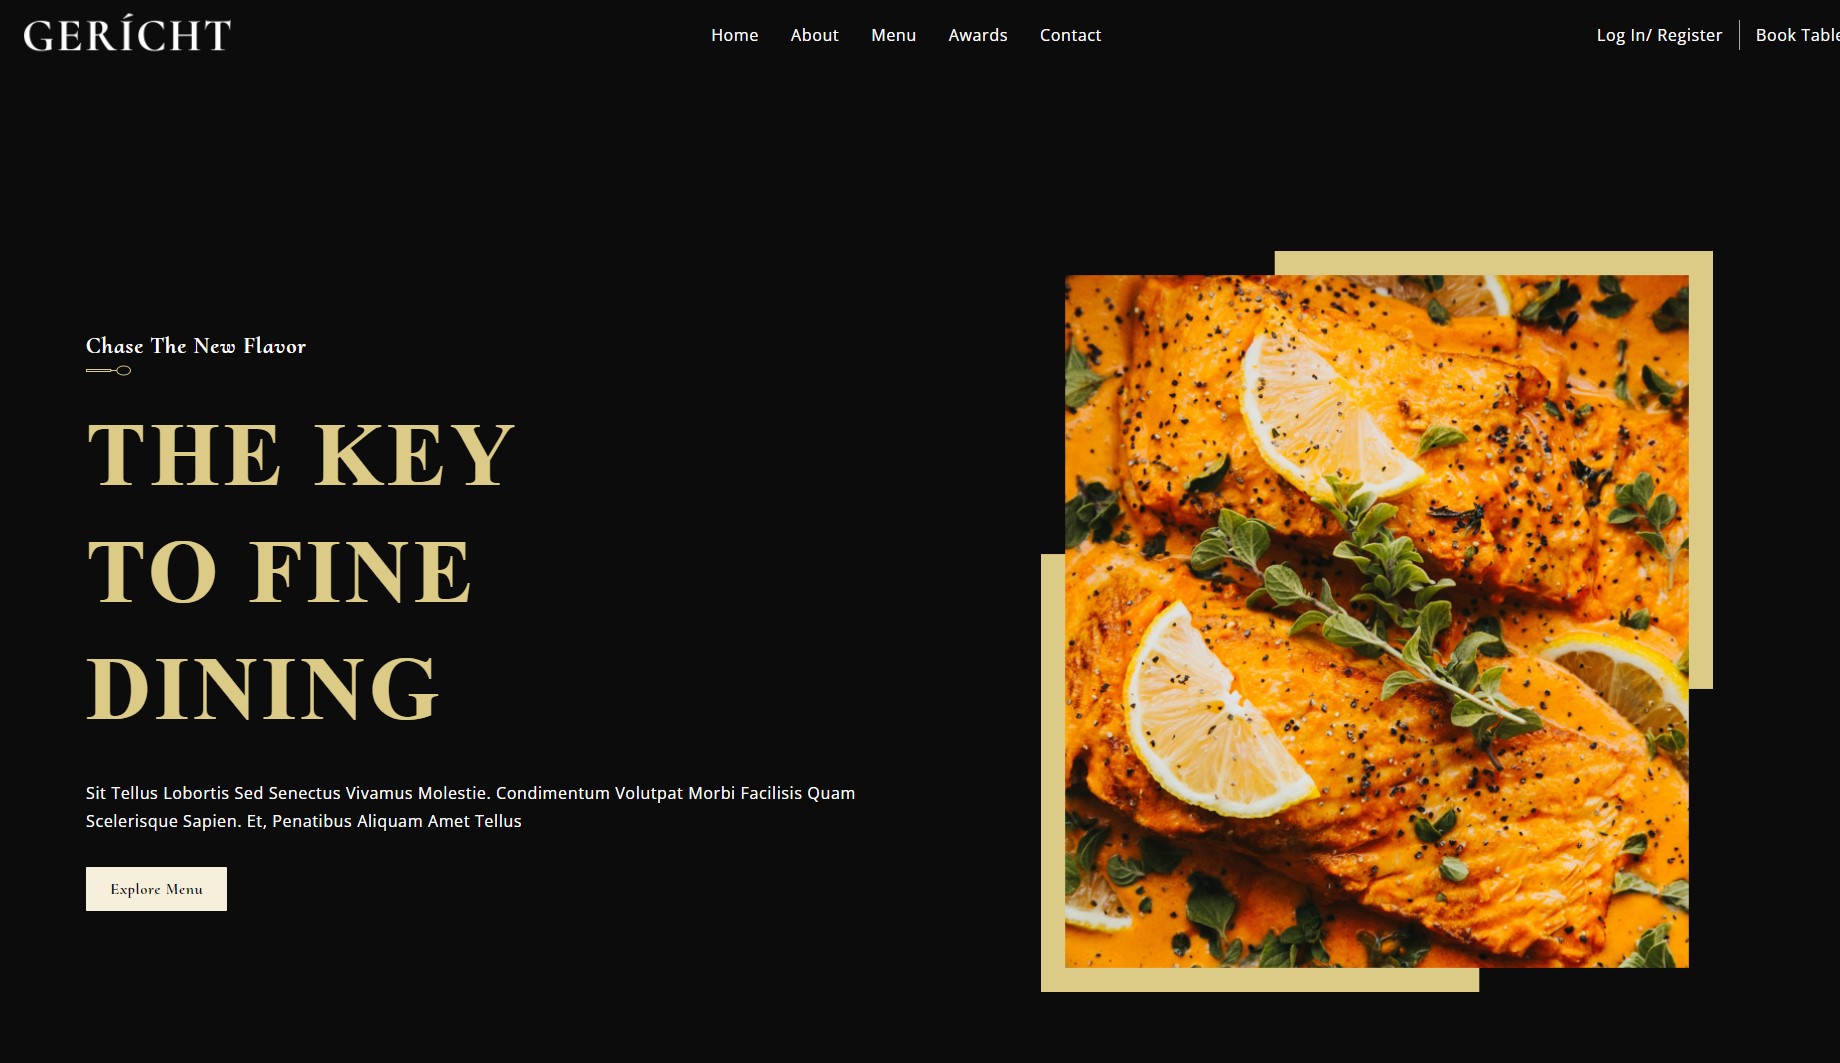 GERÍCHT
Home About Menu Awards Contact
Log In/ Register Book Table
Chase The New Flavor
THE KEY
TO FINE
DINING
Sit Tellus Lobortis Sed Senectus Vivamus Molestie. Condimentum Volutpat Morbi Facilisis Quam
Scelerisque Sapien. Et, Penatibus Aliquam Amet Tellus
Explore Menu